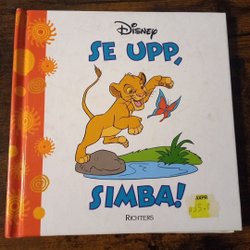 Disney
SE UPP,
SIMBA!
RICHTERS